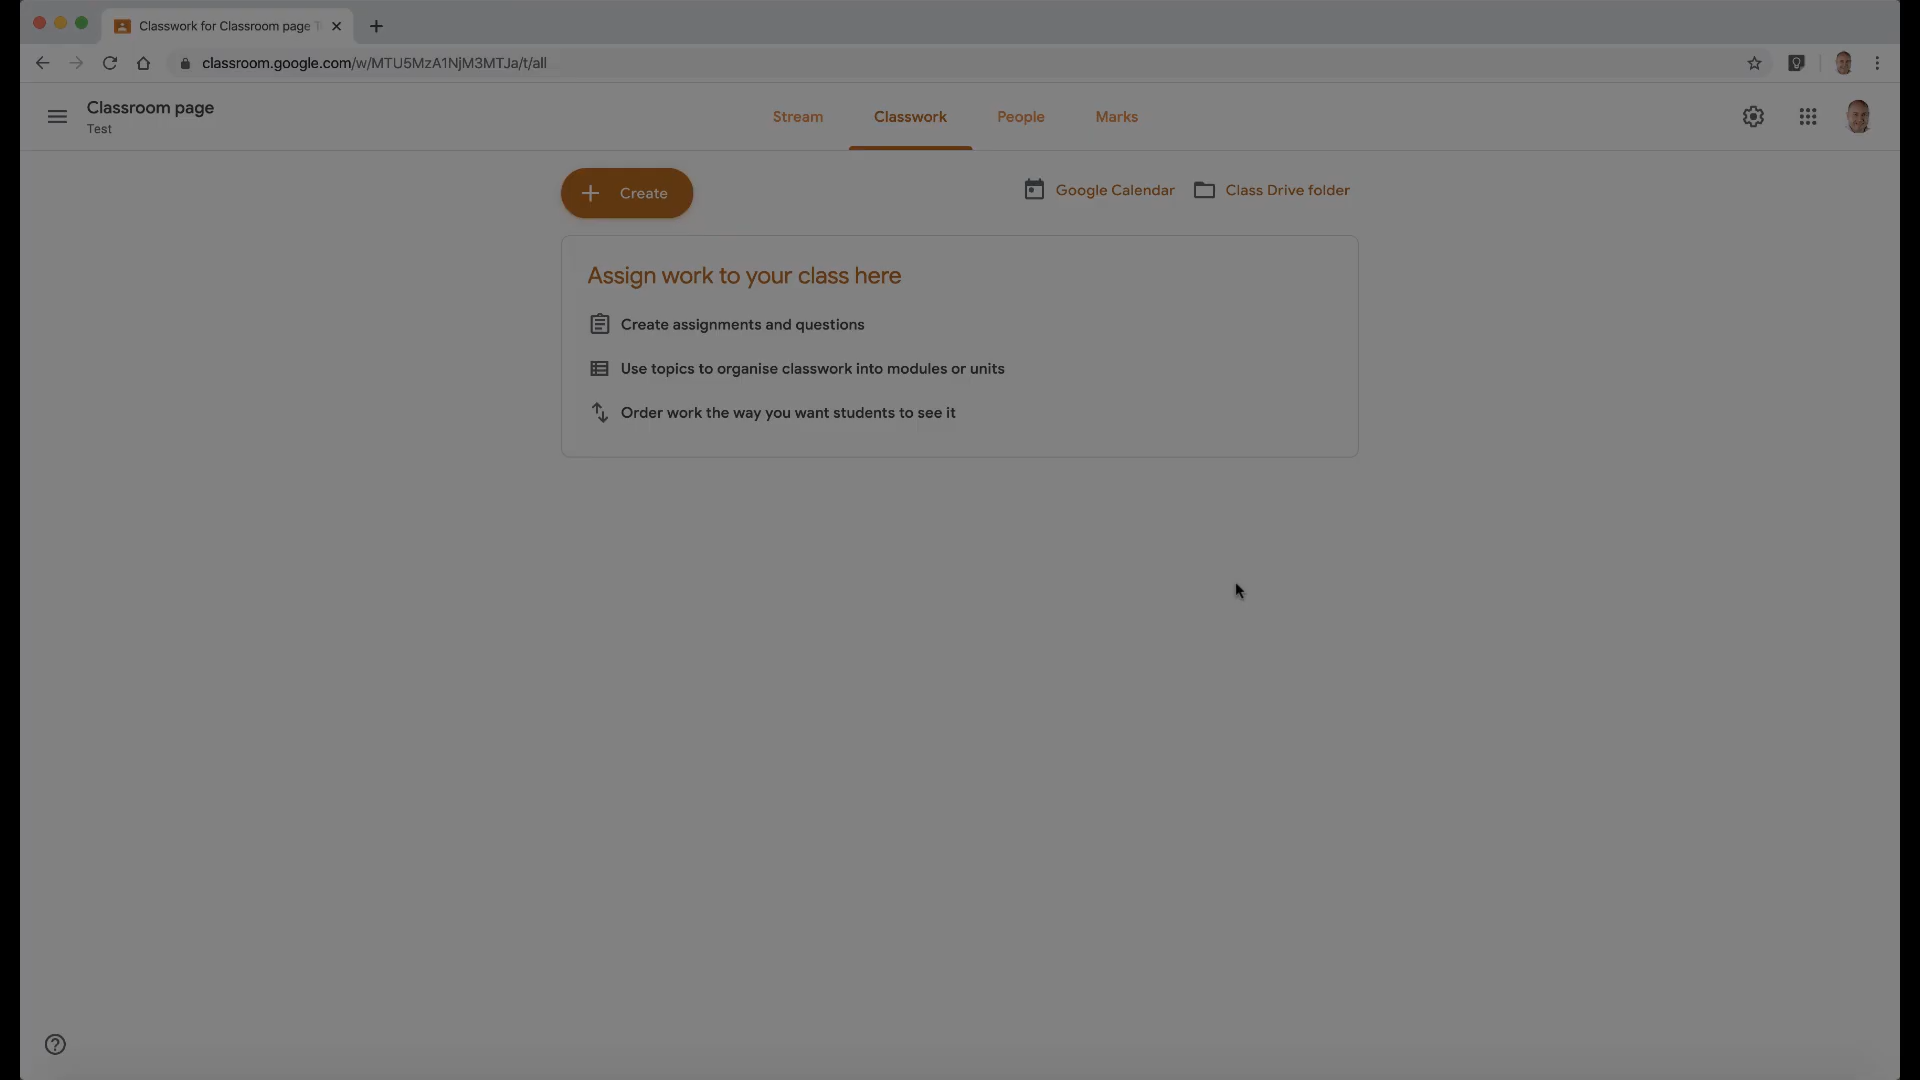 Classwork for Classroom page
classroom.google.com/w/MTU5MzA1NjM3MTJa/t/all
Classroom page
Test
Stream
Classwork
People
Marks
Create
Google Calendar
Class Drive folder
Assign work to your class here
Create assignments and questions
Use topics to organise classwork into modules or units
Order work the way you want students to see it